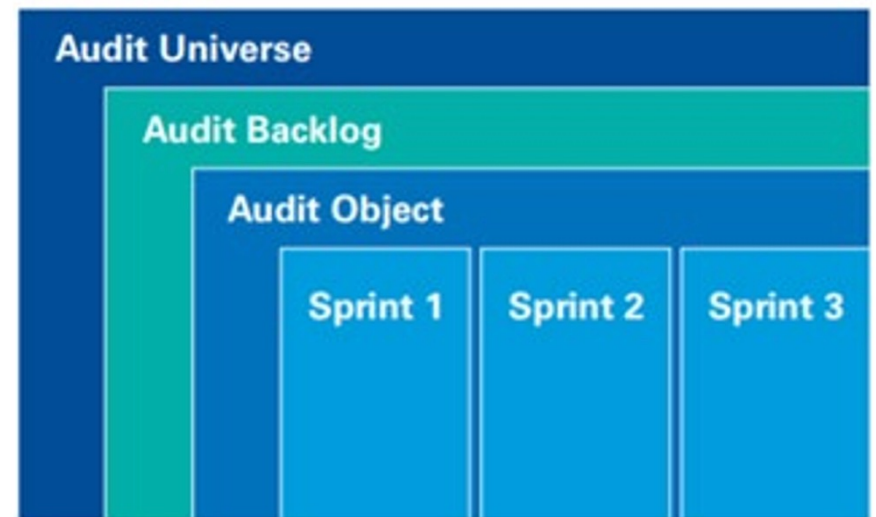 Audit Universe
Audit Backlog
Audit Object
Sprint 1
Sprint 2
Sprint 3